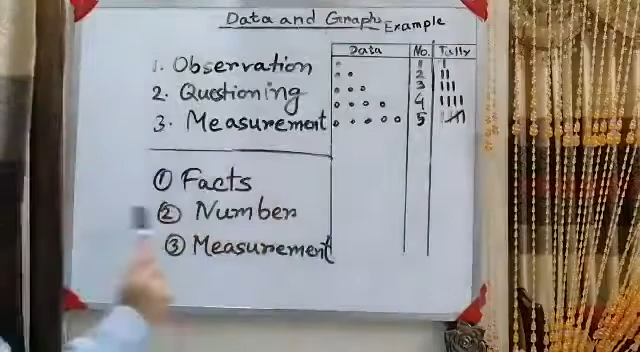 Data and Graphs Example
1. Observation
2. Questioning
3. Measurement
Data No. Tally
1 |
2 ||
3 |||
4 ||||
5
① Facts
② Number
③ Measurement